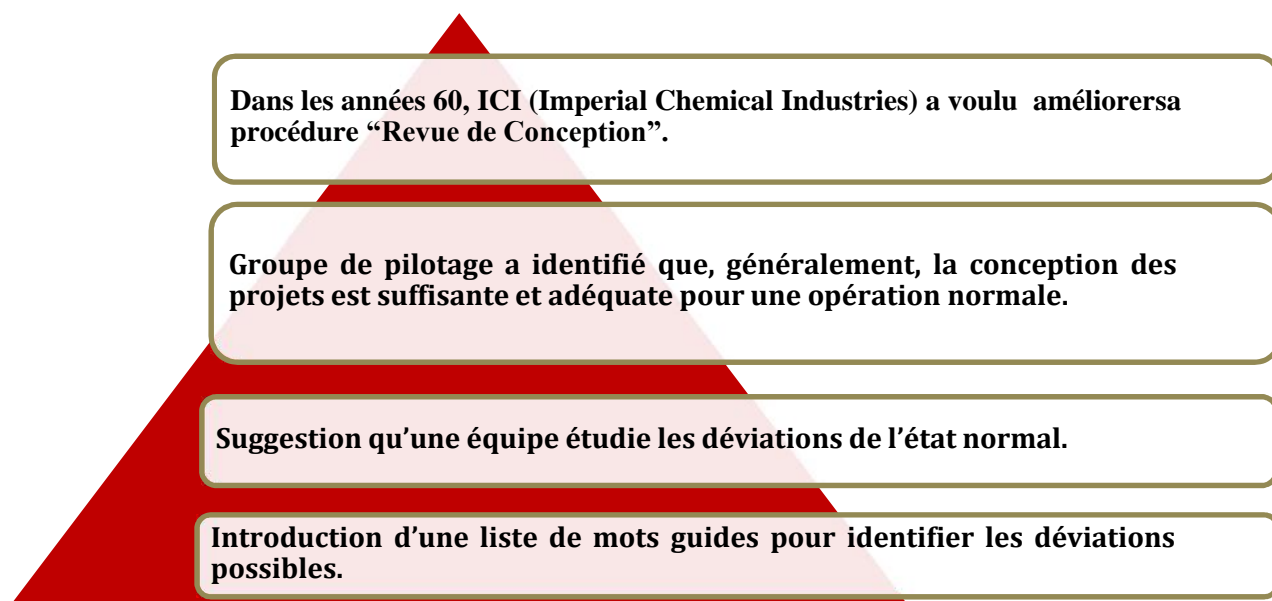 Dans les années 60, ICI (Imperial Chemical Industries) a voulu améliorersa
procédure “Revue de Conception”.
Groupe de pilotage a identifié que, généralement, la conception des
projets est suffisante et adéquate pour une opération normale.
Suggestion qu’une équipe étudie les déviations de l’état normal.
Introduction d’une liste de mots guides pour identifier les déviations
possibles.